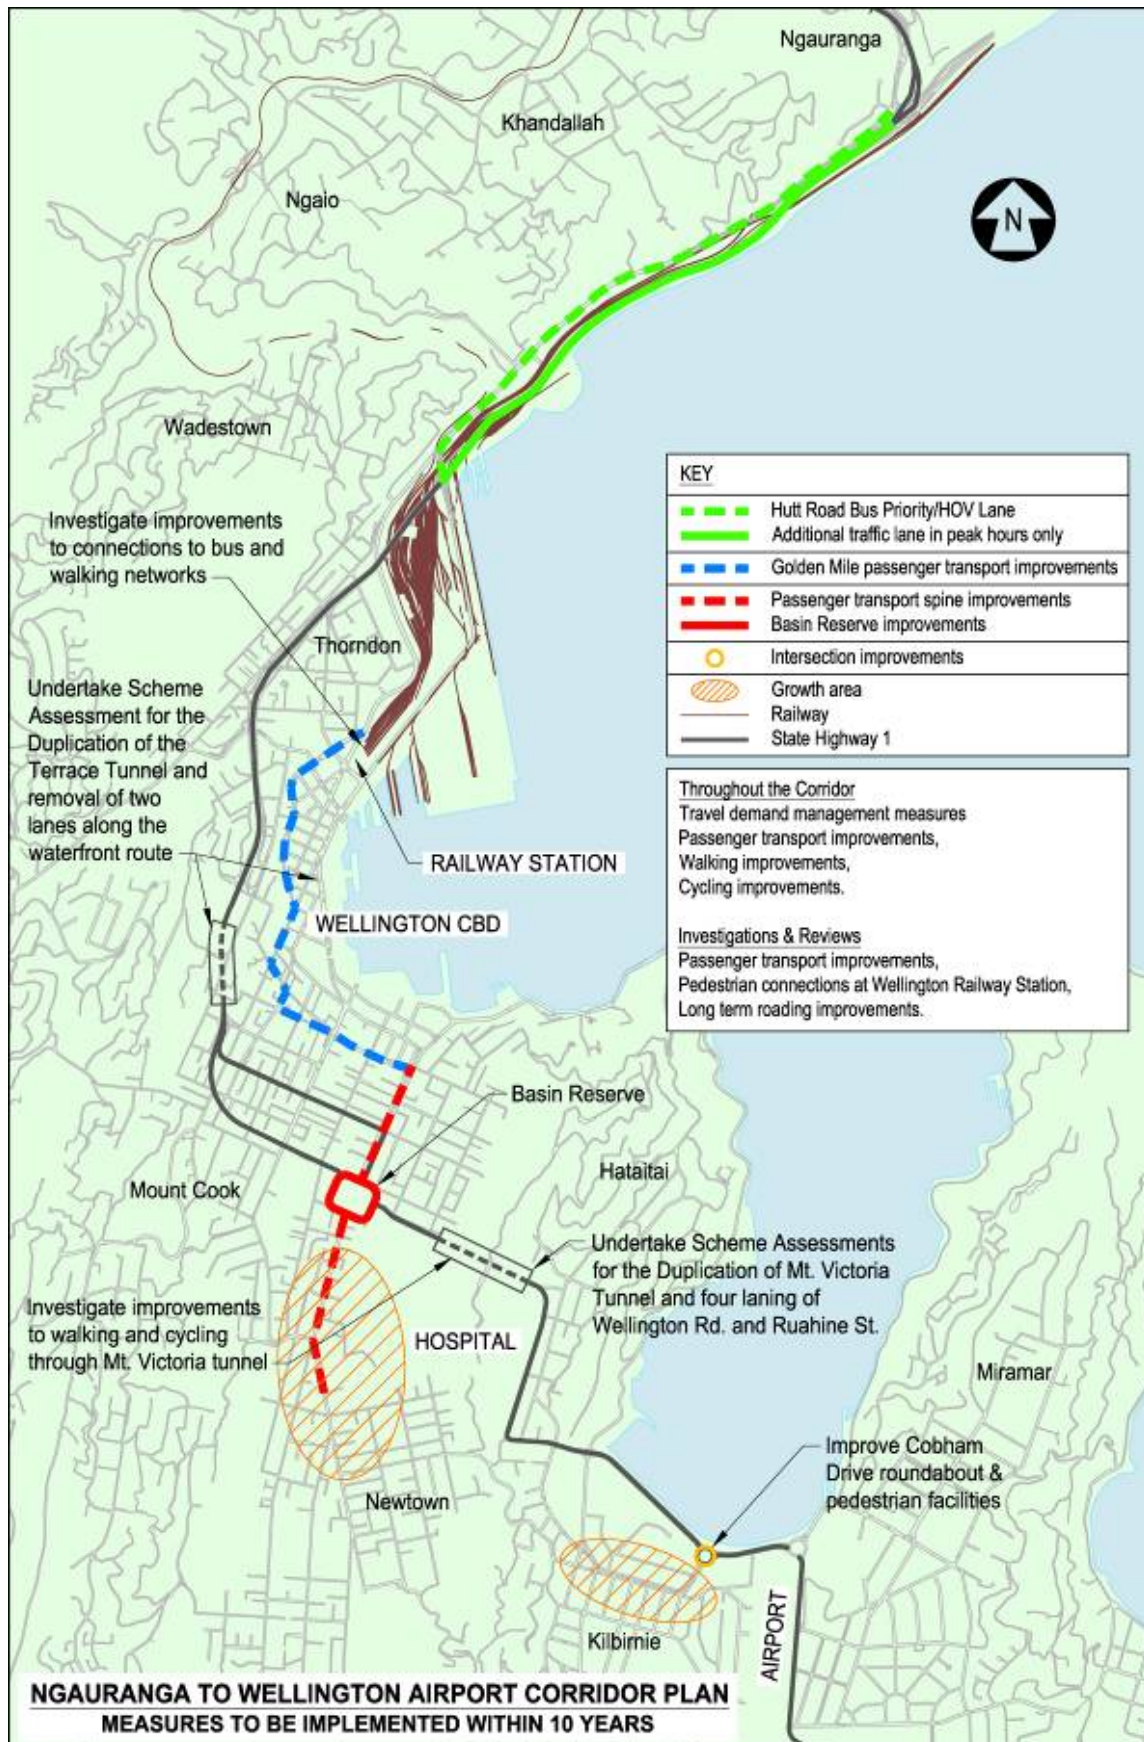 Ngauranga
Khandallah
Ngaio
N
Wadestown
KEY
Hutt Road Bus Priority/HOV Lane
Additional traffic lane in peak hours only
Golden Mile passenger transport improvements
Passenger transport spine improvements
Basin Reserve improvements
Intersection improvements
Growth area
Railway
State Highway 1
Investigate improvements
to connections to bus and
walking networks
Thorndon
Undertake Scheme
Assessment for the
Duplication of the
Terrace Tunnel and
removal of two
lanes along the
waterfront route
Throughout the Corridor
Travel demand management measures
Passenger transport improvements,
Walking improvements,
Cycling improvements.
Investigations & Reviews
Passenger transport improvements,
Pedestrian connections at Wellington Railway Station,
Long term roading improvements.
RAILWAY STATION
WELLINGTON CBD
Basin Reserve
Hataitai
Mount Cook
Undertake Scheme Assessments
for the Duplication of Mt. Victoria
Tunnel and four laning of
Wellington Rd. and Ruahine St.
Investigate improvements
to walking and cycling
through Mt. Victoria tunnel
HOSPITAL
Miramar
Improve Cobham
Drive roundabout &
pedestrian facilities
Newtown
Kilbirnie
AIRPORT
NGAURANGA TO WELLINGTON AIRPORT CORRIDOR PLAN
MEASURES TO BE IMPLEMENTED WITHIN 10 YEARS